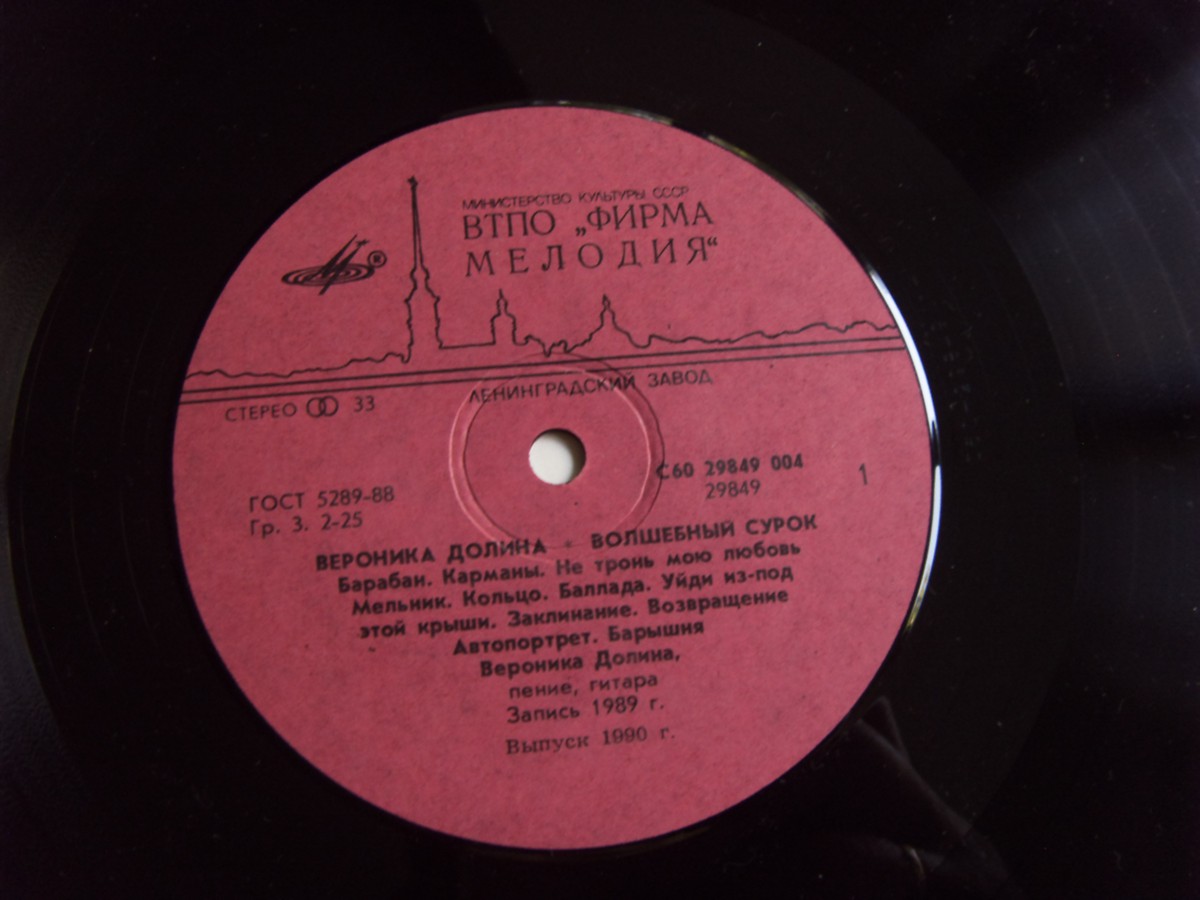 МИНИСТЕРСТВО КУЛЬТУРЫ СССР
ВТПО „ФИРМА
МЕЛОДИЯ“
®
ЛЕНИНГРАДСКИЙ ЗАВОД
СТЕРЕО 33
ГОСТ 5289-88
Гр. 3. 2-25
С60 29849 004
29849
1
ВЕРОНИКА ДОЛИНА • ВОЛШЕБНЫЙ СУРОК
Барабан. Карманы. Не тронь мою любовь
Мельник. Кольцо. Баллада. Уйди из-под
этой крыши. Заклинание. Возвращение
Автопортрет. Барышня
Вероника Долина,
пение, гитара
Запись 1989 г.
Выпуск 1990 г.